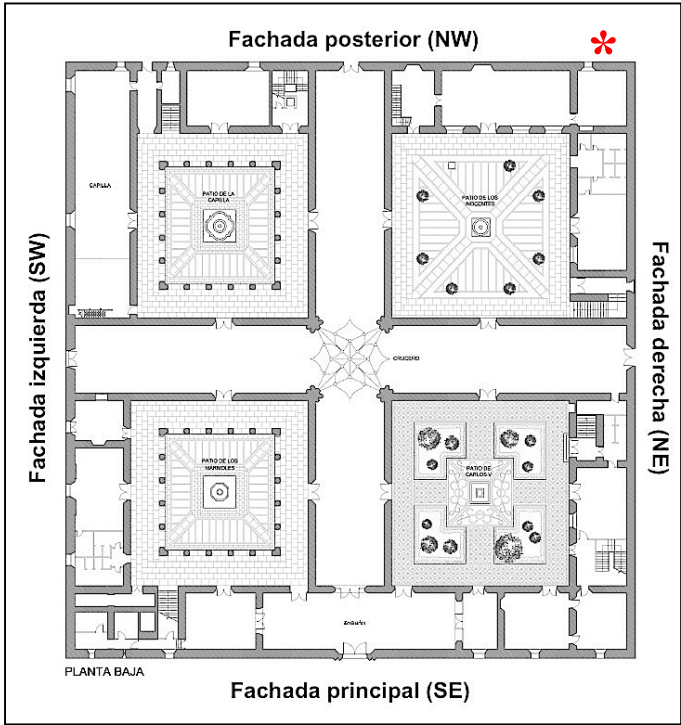 Fachada posterior (NW)
CAPILLA
PATIO DE LA
CAPILLA
PATIO DE LOS
INOCENTES
Fachada izquierda (SW)
Fachada derecha (NE)
CRUCERO
PATIO DE LOS
MÁRMOLES
PATIO DE
CARLOS V
ZAGUÁN
PLANTA BAJA
Fachada principal (SE)